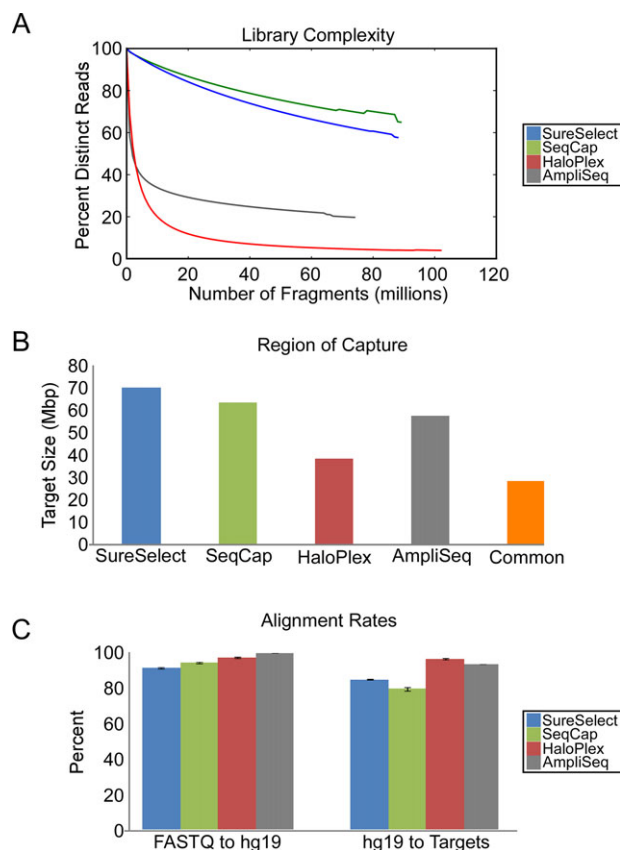 A
Library Complexity
Percent Distinct Reads
100
80
60
40
20
0
0 20 40 60 80 100 120
Number of Fragments (millions)
SureSelect
SeqCap
HaloPlex
AmpliSeq
B
Region of Capture
Target Size (Mbp)
80
70
60
50
40
30
20
10
0
SureSelect SeqCap HaloPlex AmpliSeq Common
C
Alignment Rates
Percent
100
80
60
40
20
0
FASTQ to hg19 hg19 to Targets
SureSelect
SeqCap
HaloPlex
AmpliSeq